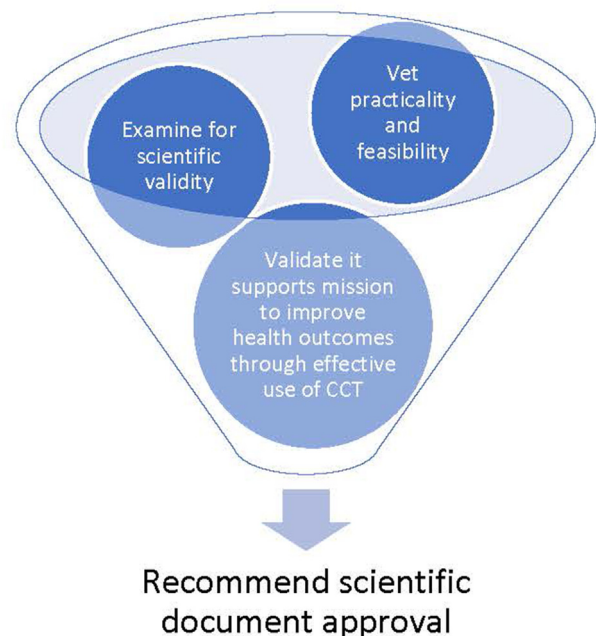 Examine for
scientific
validity
Vet
practicality
and
feasibility
Validate it
supports mission
to improve
health outcomes
through effective
use of CCT
Recommend scientific
document approval